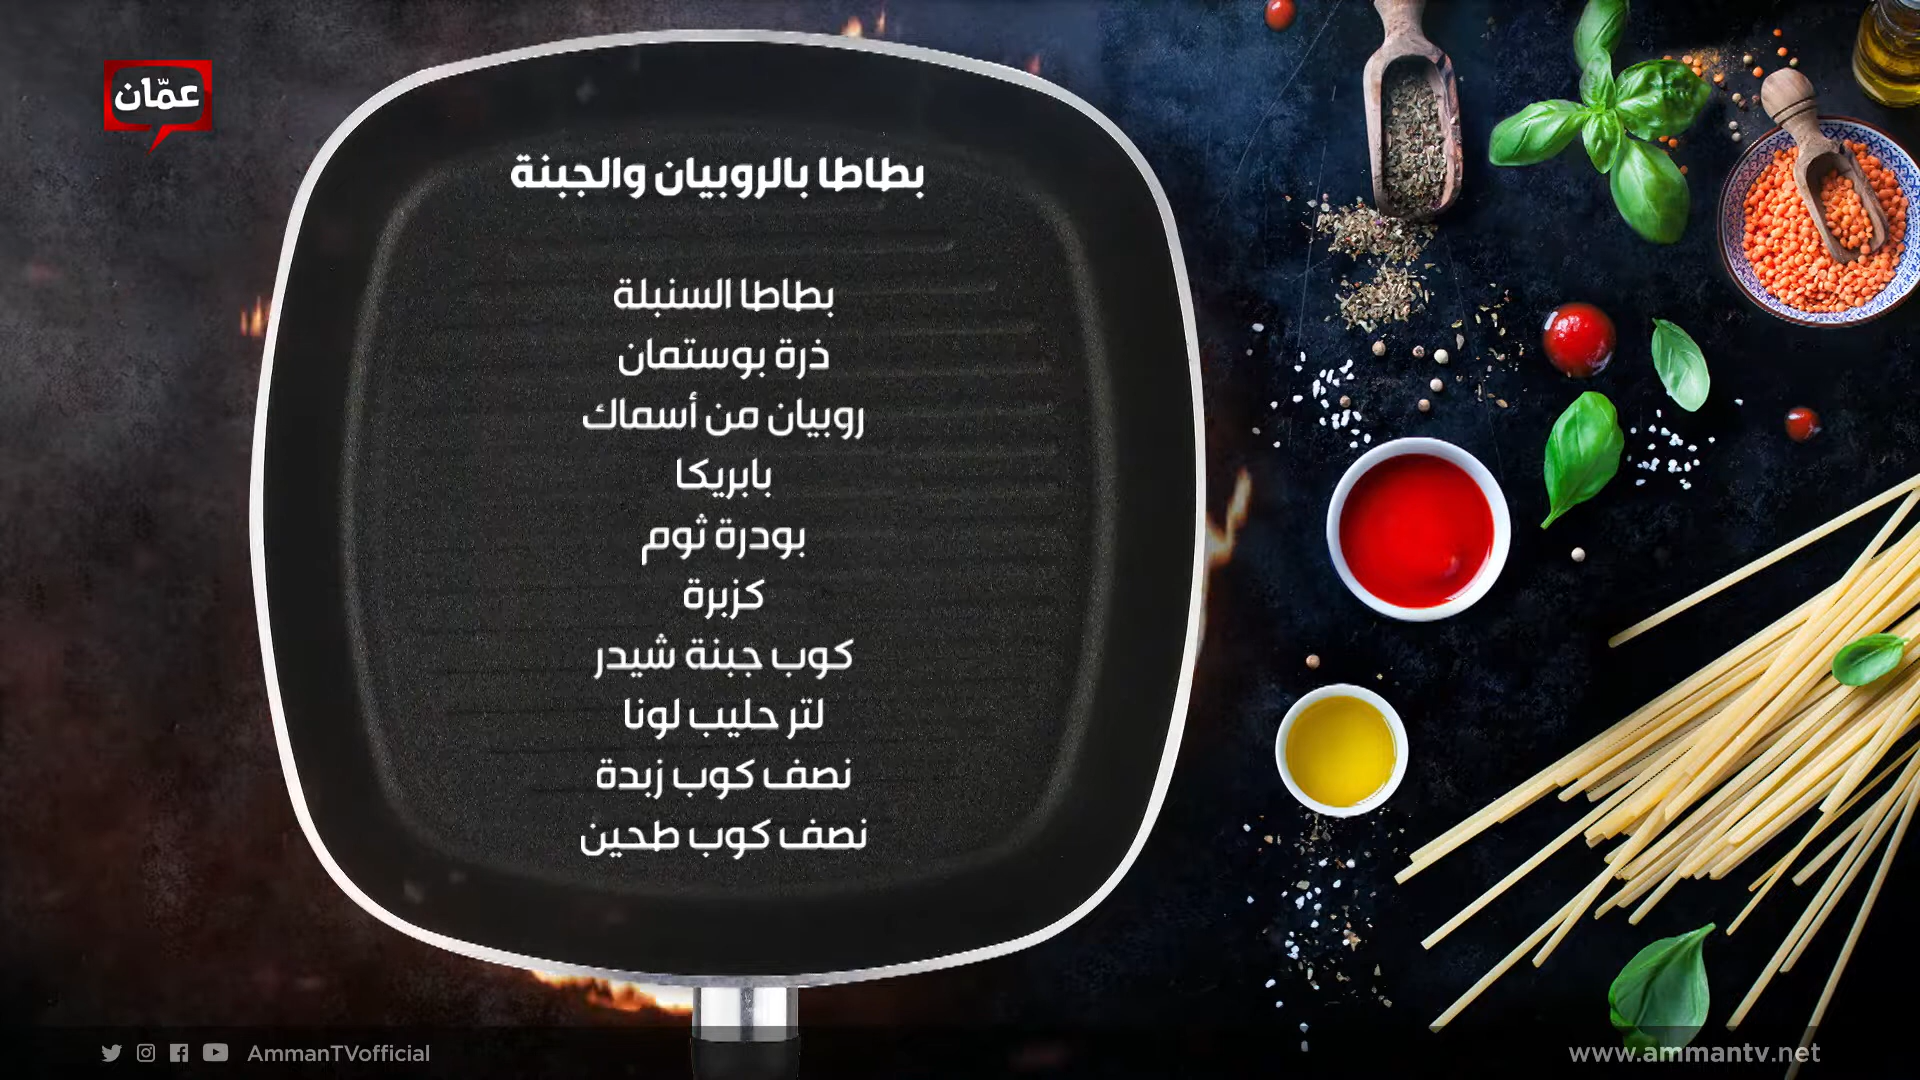 عمّان
بطاطا بالروبيان والجبنة
بطاطا السنبلة
ذرة بوستمان
روبيان من أسماك
بابريكا
بودرة ثوم
كزبرة
كوب جبنة شيدر
لتر حليب لونا
نصف كوب زبدة
نصف كوب طحين
AmmanTVofficial
www.ammantv.net